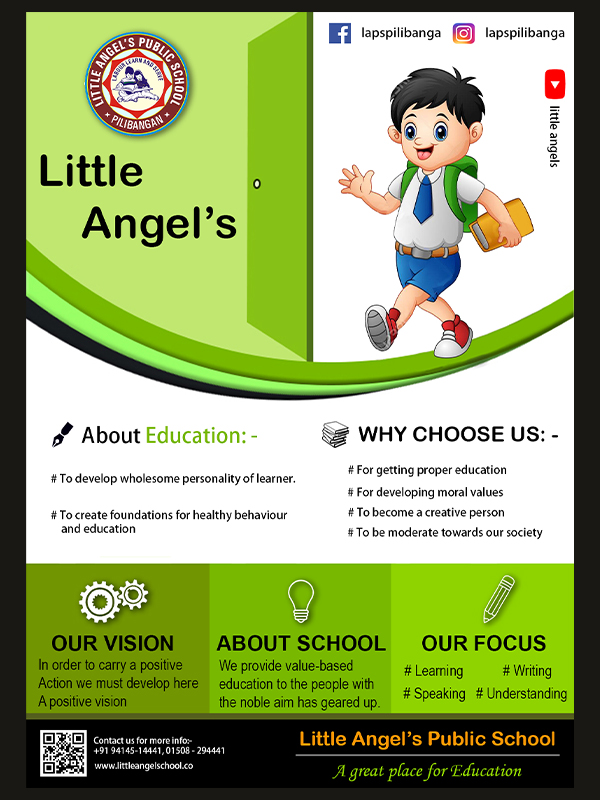 LITTLE ANGEL'S PUBLIC SCHOOL
LABOUR LEARN AND SERVE
* PILIBANGAN *
Little
Angel's
lapspilibanga
lapspilibanga
little angels
About Education: -
# To develop wholesome personality of learner.
# To create foundations for healthy behaviour
and education
WHY CHOOSE US: -
# For getting proper education
# For developing moral values
# To become a creative person
# To be moderate towards our society
OUR VISION
In order to carry a positive
Action we must develop here
A positive vision
ABOUT SCHOOL
We provide value-based
education to the people with
the noble aim has geared up.
OUR FOCUS
# Learning # Writing
# Speaking # Understanding
Contact us for more info:-
+91 94145-14441, 01508 - 294441
www.littleangelschool.co
Little Angel's Public School
A great place for Education